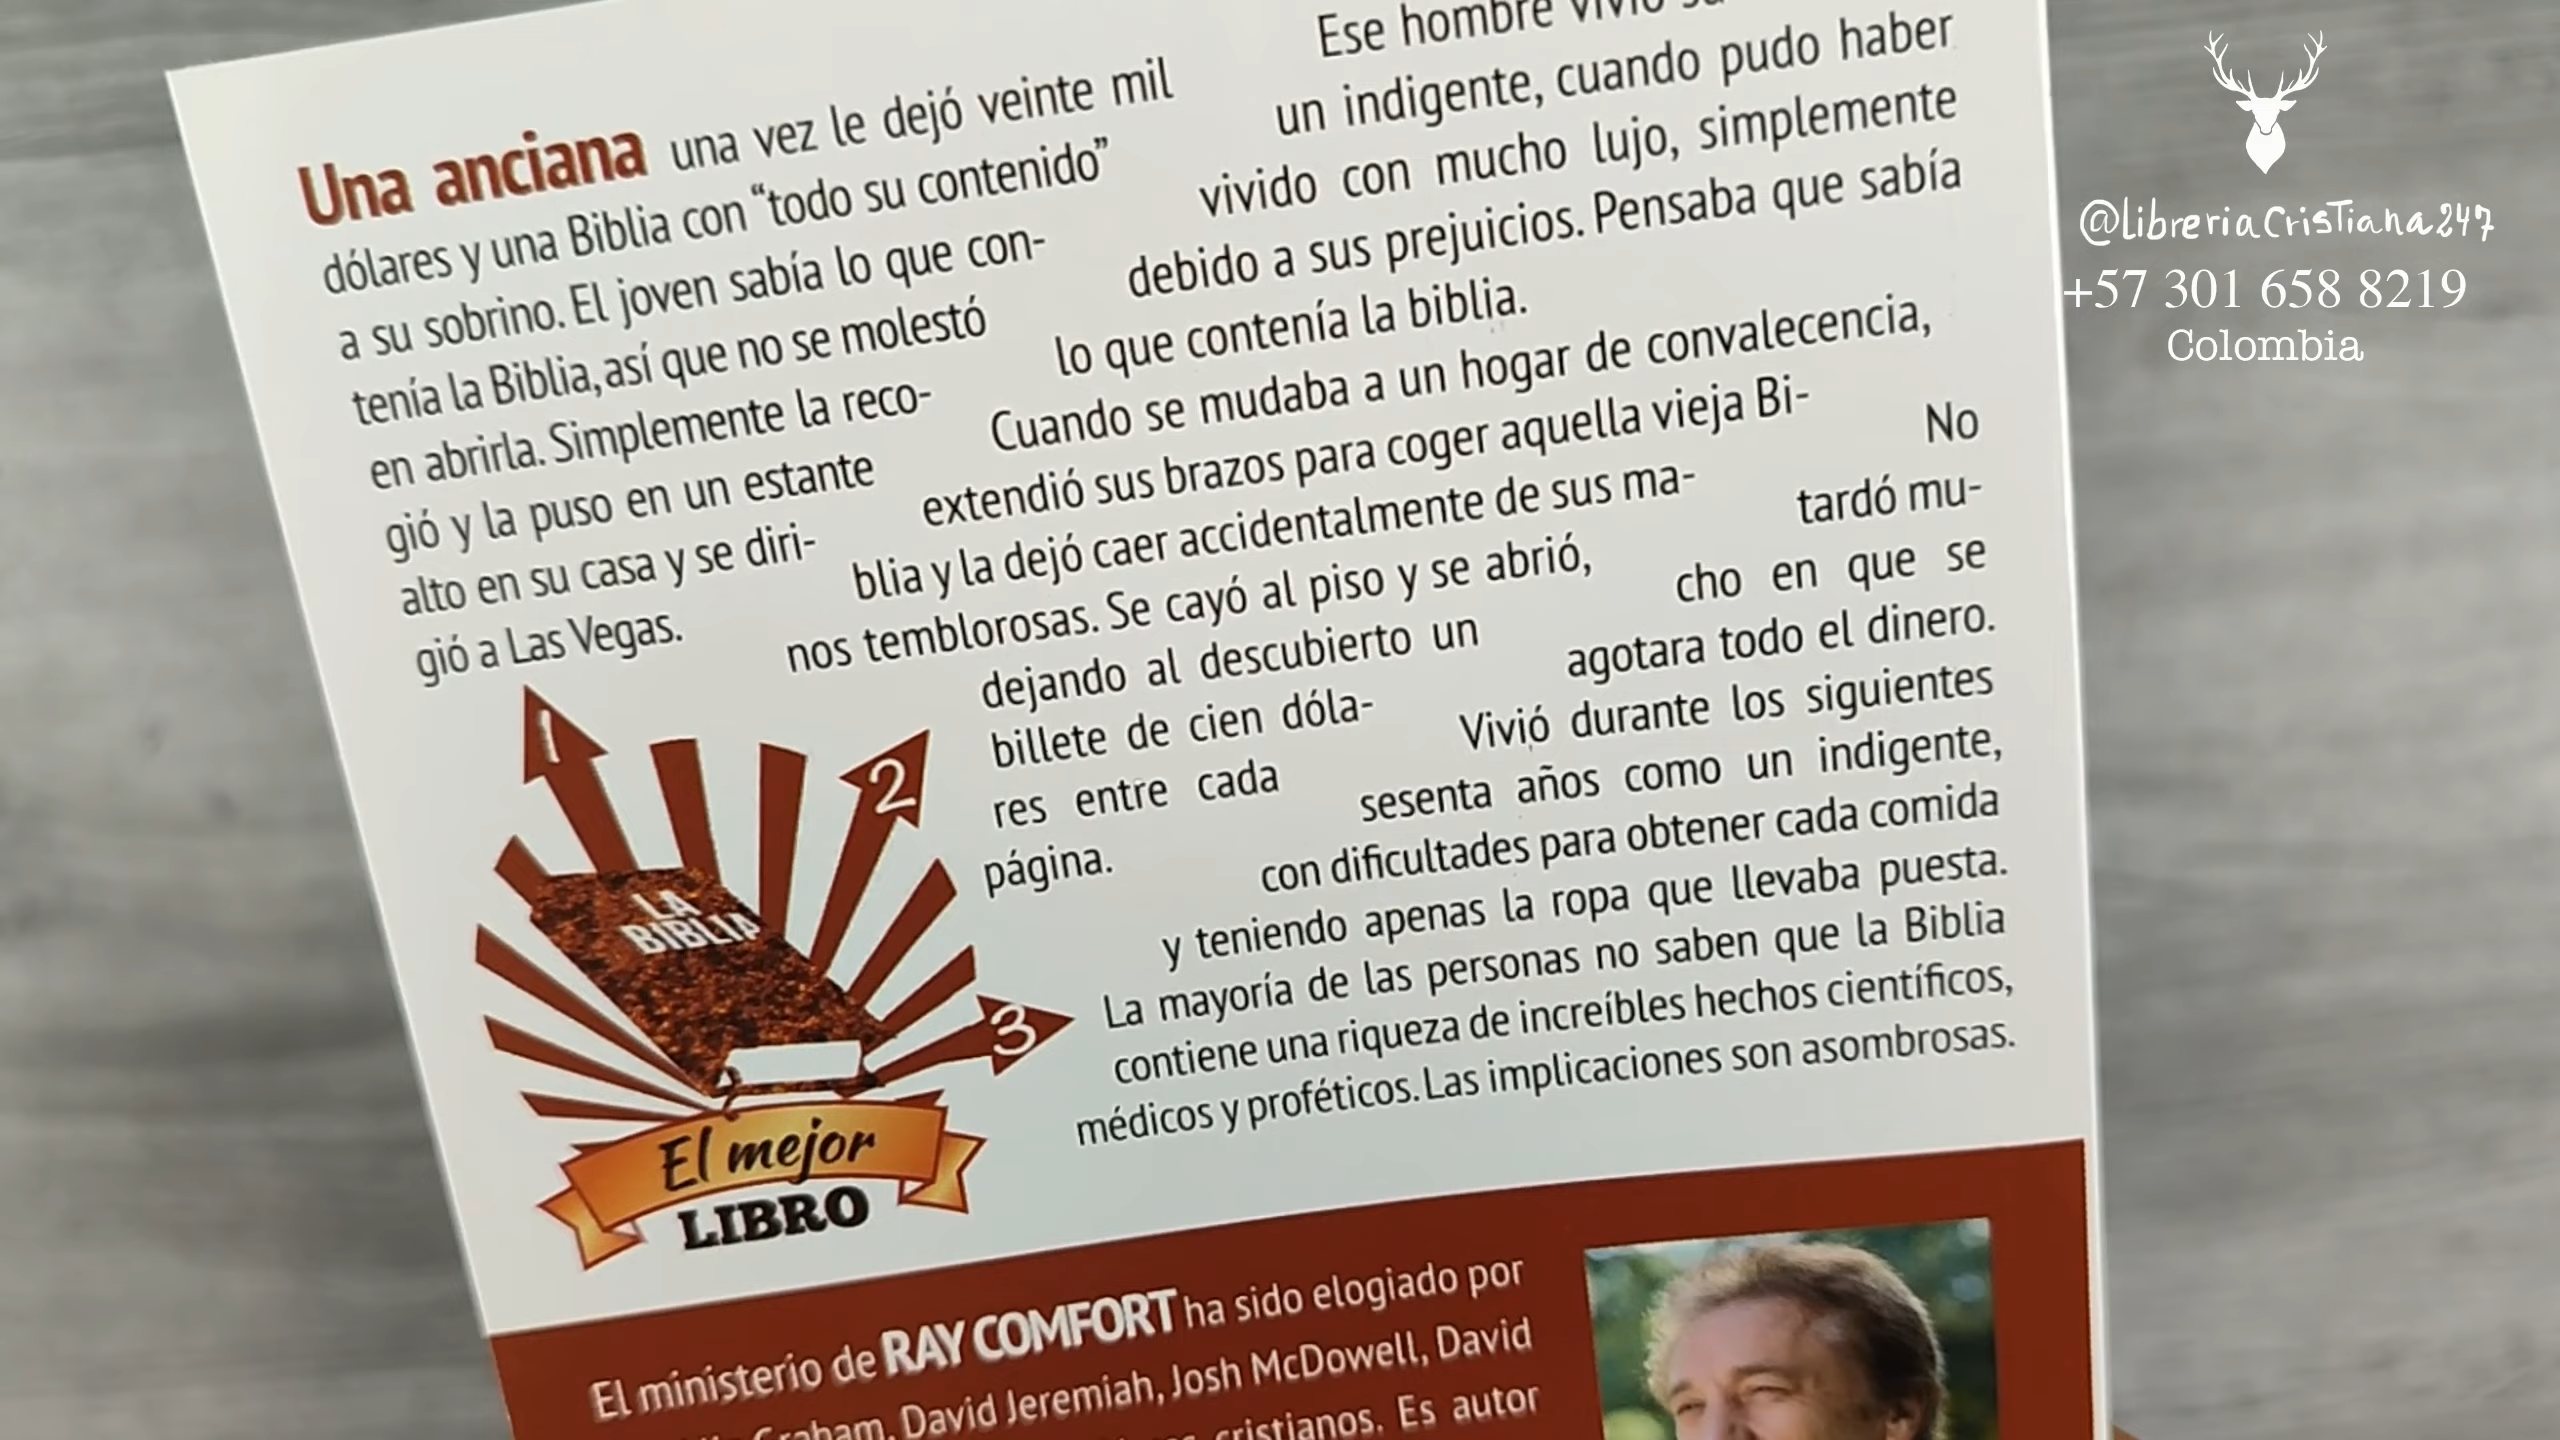 Una anciana una vez le dejó veinte mil
dólares y una Biblia con “todo su contenido”
a su sobrino. El joven sabía lo que con-
tenía la Biblia, así que no se molestó
en abrirla. Simplemente la reco-
gió y la puso en un estante
alto en su casa y se diri-
gió a Las Vegas.
Ese hombre vivió
un indigente, cuando pudo haber
vivido con mucho lujo, simplemente
debido a sus prejuicios. Pensaba que sabía
lo que contenía la biblia.
Cuando se mudaba a un hogar de convalecencia,
extendió sus brazos para coger aquella vieja Bi-
blia y la dejó caer accidentalmente de sus ma-
nos temblorosas. Se cayó al piso y se abrió,
dejando al descubierto un
billete de cien dóla-
res entre cada
página.
No
tardó mu-
cho en que se
agotara todo el dinero.
Vivió durante los siguientes
sesenta años como un indigente,
con dificultades para obtener cada comida
y teniendo apenas la ropa que llevaba puesta.
La mayoría de las personas no saben que la Biblia
contiene una riqueza de increíbles hechos científicos,
médicos y proféticos. Las implicaciones son asombrosas.
1
2
3
LA
BIBLIA
El mejor
LIBRO
El ministerio de RAY COMFORT ha sido elogiado por
Graham, David Jeremiah, Josh McDowell, David
cristianos. Es autor
@libreriaCristiana247
+57 301 658 8219
Colombia